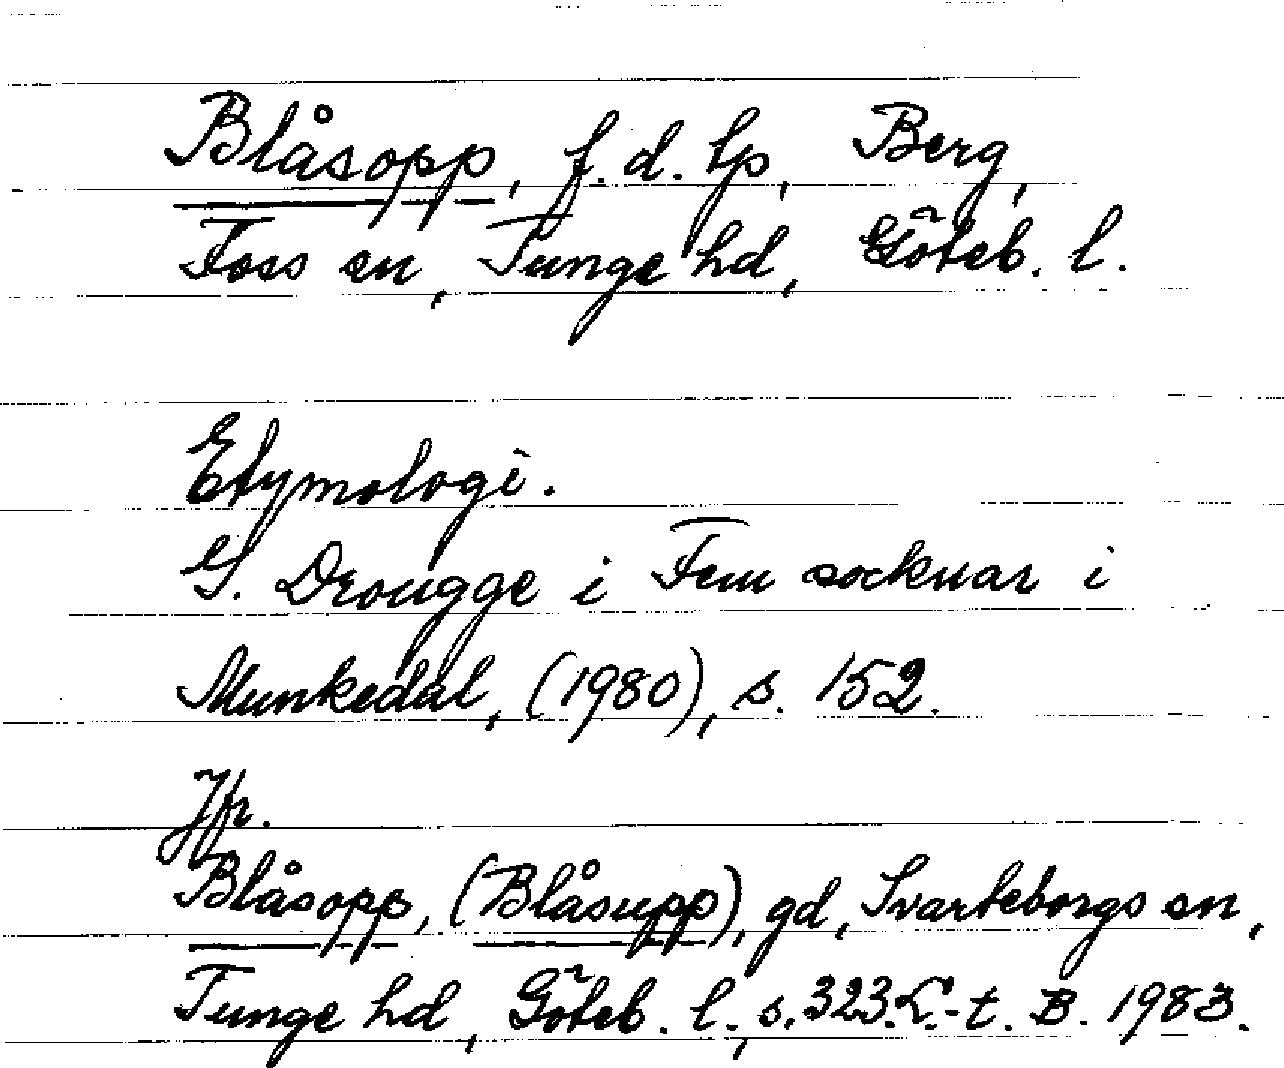 Blåsopp, f.d. lp, Berg,
Foss sn, Tunge hd, Göteb. l.
Etymologi.
G. Drougge i Fem socknar i
Munkedal, (1980), s. 152.
Jfr.
Blåsopp, (Blåsupp), gd, Svarteborgs sn,
Tunge hd, Göteb. l., s. 323. -t. B. 1983.